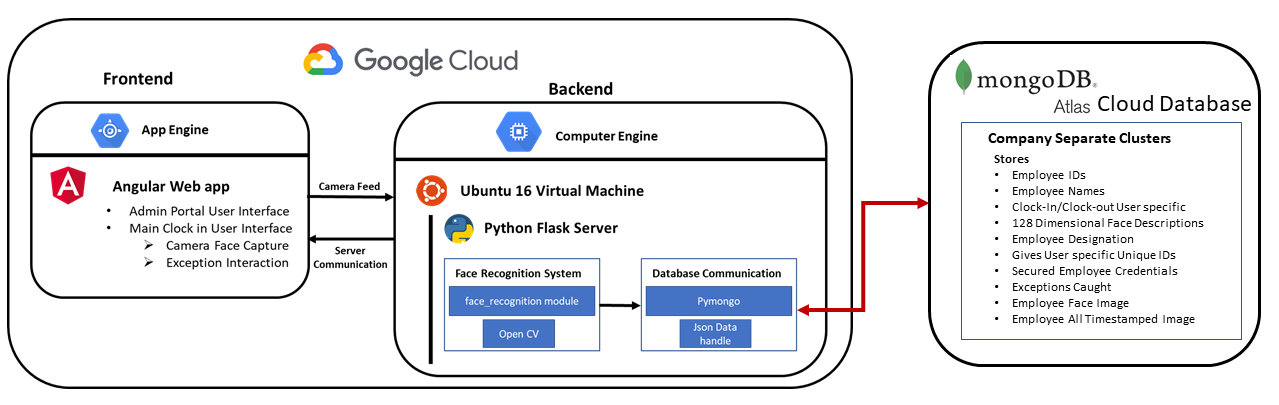 Google Cloud
Frontend
Backend
App Engine
Angular Web app
• Admin Portal User Interface
• Main Clock in User Interface
➢ Camera Face Capture
➢ Exception Interaction
Camera Feed
Server
Communication
Computer Engine
Ubuntu 16 Virtual Machine
Python Flask Server
Face Recognition System
face_recognition module
Open CV
Database Communication
Pymongo
Json Data
handle
mongoDB®
Atlas Cloud Database
Company Separate Clusters
Stores
• Employee IDs
• Employee Names
• Clock-In/Clock-out User specific
• 128 Dimensional Face Descriptions
• Employee Designation
• Gives User specific Unique IDs
• Secured Employee Credentials
• Exceptions Caught
• Employee Face Image
• Employee All Timestamped Image